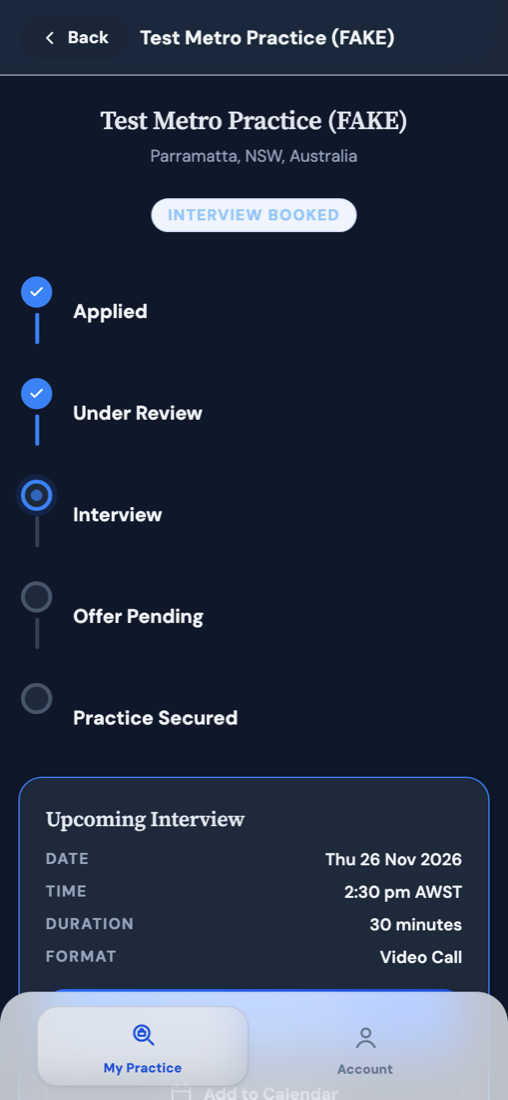 Back
Test Metro Practice (FAKE)
Test Metro Practice (FAKE)
Parramatta, NSW, Australia
INTERVIEW BOOKED
Applied
Under Review
Interview
Offer Pending
Practice Secured
Upcoming Interview
DATE Thu 26 Nov 2026
TIME 2:30 pm AWST
DURATION 30 minutes
FORMAT Video Call
My Practice
Account
Add to Calendar